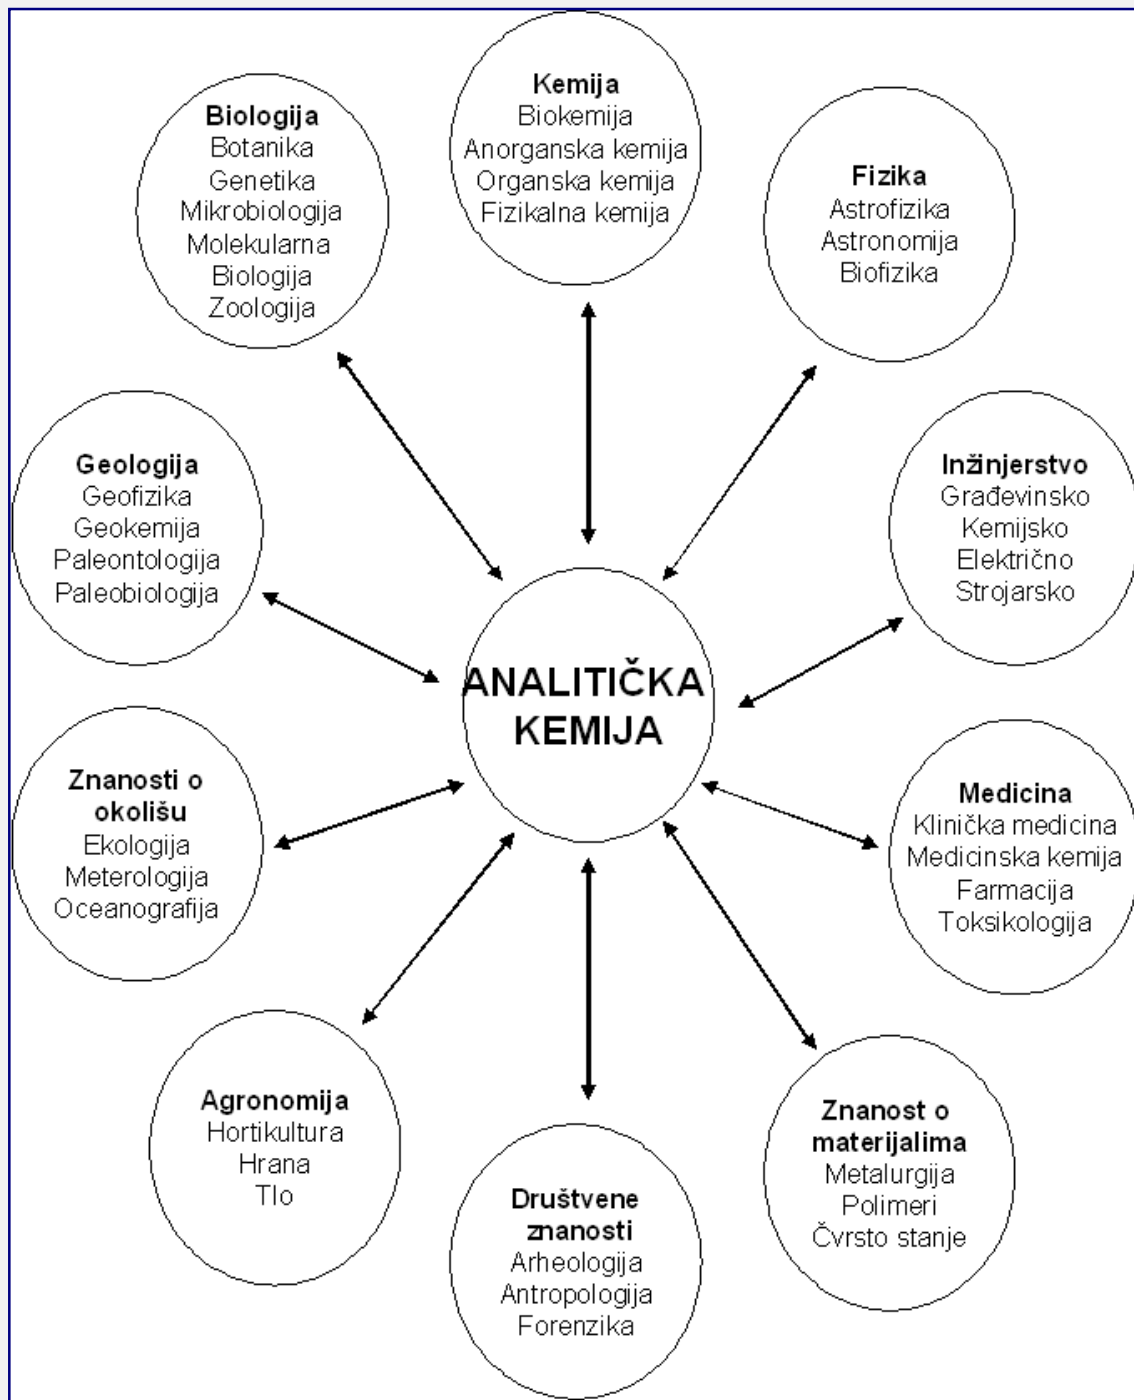 Kemija
Biokemija
Anorganska kemija
Organska kemija
Fizikalna kemija
Biologija
Botanika
Genetika
Mikrobiologija
Molekularna
Biologija
Zoologija
Fizika
Astrofizika
Astronomija
Biofizika
Geologija
Geofizika
Geokemija
Paleontologija
Paleobiologija
Inžinjerstvo
Građevinsko
Kemijsko
Električno
Strojarsko
ANALITIČKA
KEMIJA
Znanosti o
okolišu
Ekologija
Meterologija
Oceanografija
Medicina
Klinička medicina
Medicinska kemija
Farmacija
Toksikologija
Agronomija
Hortikultura
Hrana
Tlo
Društvene
znanosti
Arheologija
Antropologija
Forenzika
Znanost o
materijalima
Metalurgija
Polimeri
Čvrsto stanje